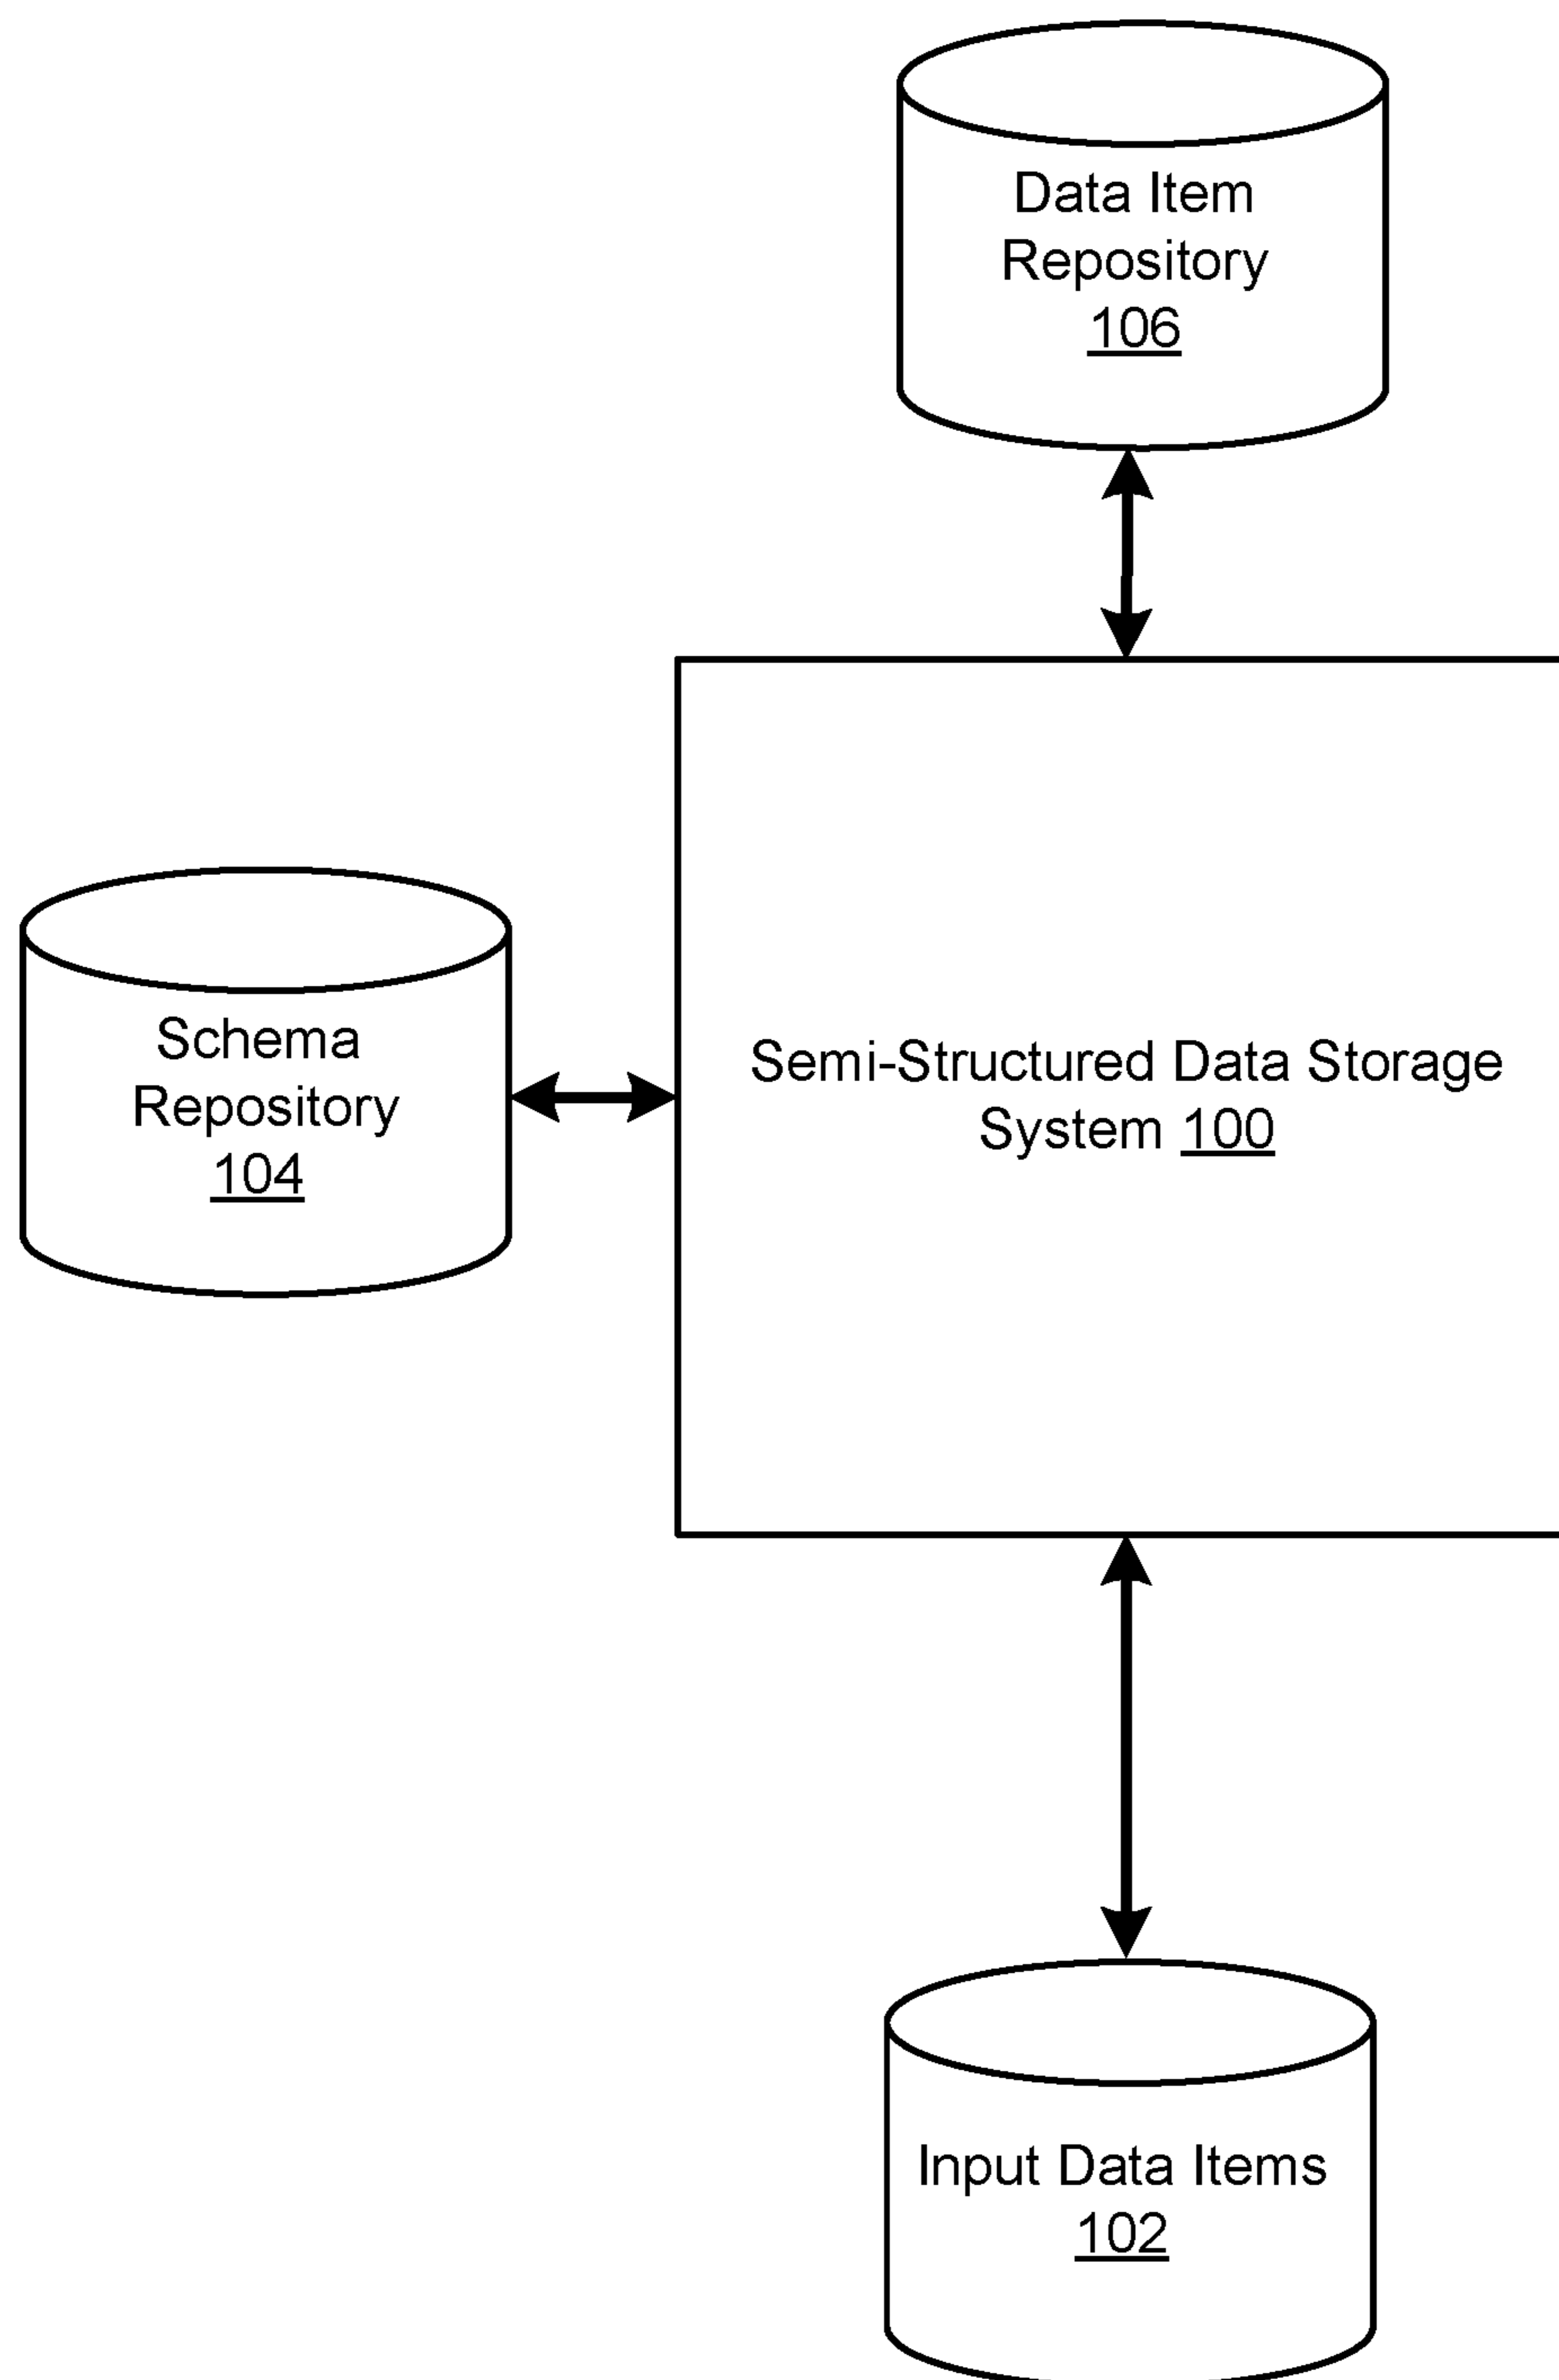 Data Item
Repository
106
Schema
Repository
104
Semi-Structured Data Storage
System 100
Input Data Items
102